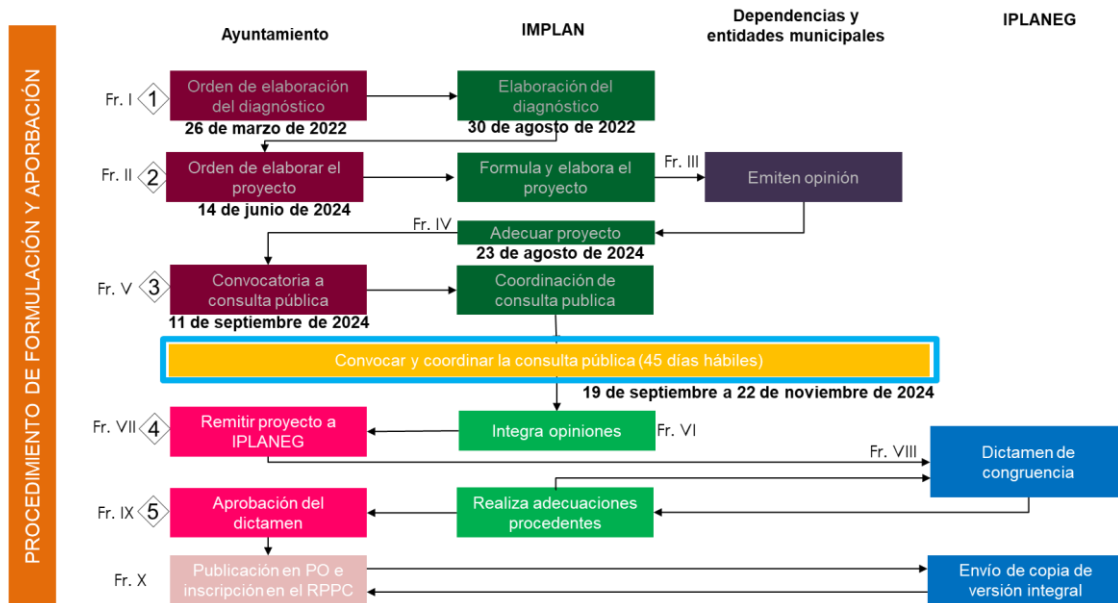 PROCEDIMIENTO DE FORMULACIÓN Y APORBACIÓN
Ayuntamiento
IMPLAN
Dependencias y
entidades municipales
IPLANEG
Fr. I
1
Orden de elaboración
del diagnóstico
26 de marzo de 2022
Elaboración del
diagnóstico
30 de agosto de 2022
Fr. II
2
Orden de elaborar el
proyecto
14 de junio de 2024
Formula y elabora el
proyecto
Fr. III
Emiten opinión
Fr. IV
Adecuar proyecto
23 de agosto de 2024
Fr. V
3
Convocatoria a
consulta pública
11 de septiembre de 2024
Coordinación de
consulta publica
Convocar y coordinar la consulta pública (45 días hábiles)
19 de septiembre a 22 de noviembre de 2024
Fr. VII
4
Remitir proyecto a
IPLANEG
Integra opiniones
Fr. VI
Fr. VIII
Dictamen de
congruencia
Fr. IX
5
Aprobación del
dictamen
Realiza adecuaciones
procedentes
Fr. X
Publicación en PO e
inscripción en el RPPC
Envío de copia de
versión integral